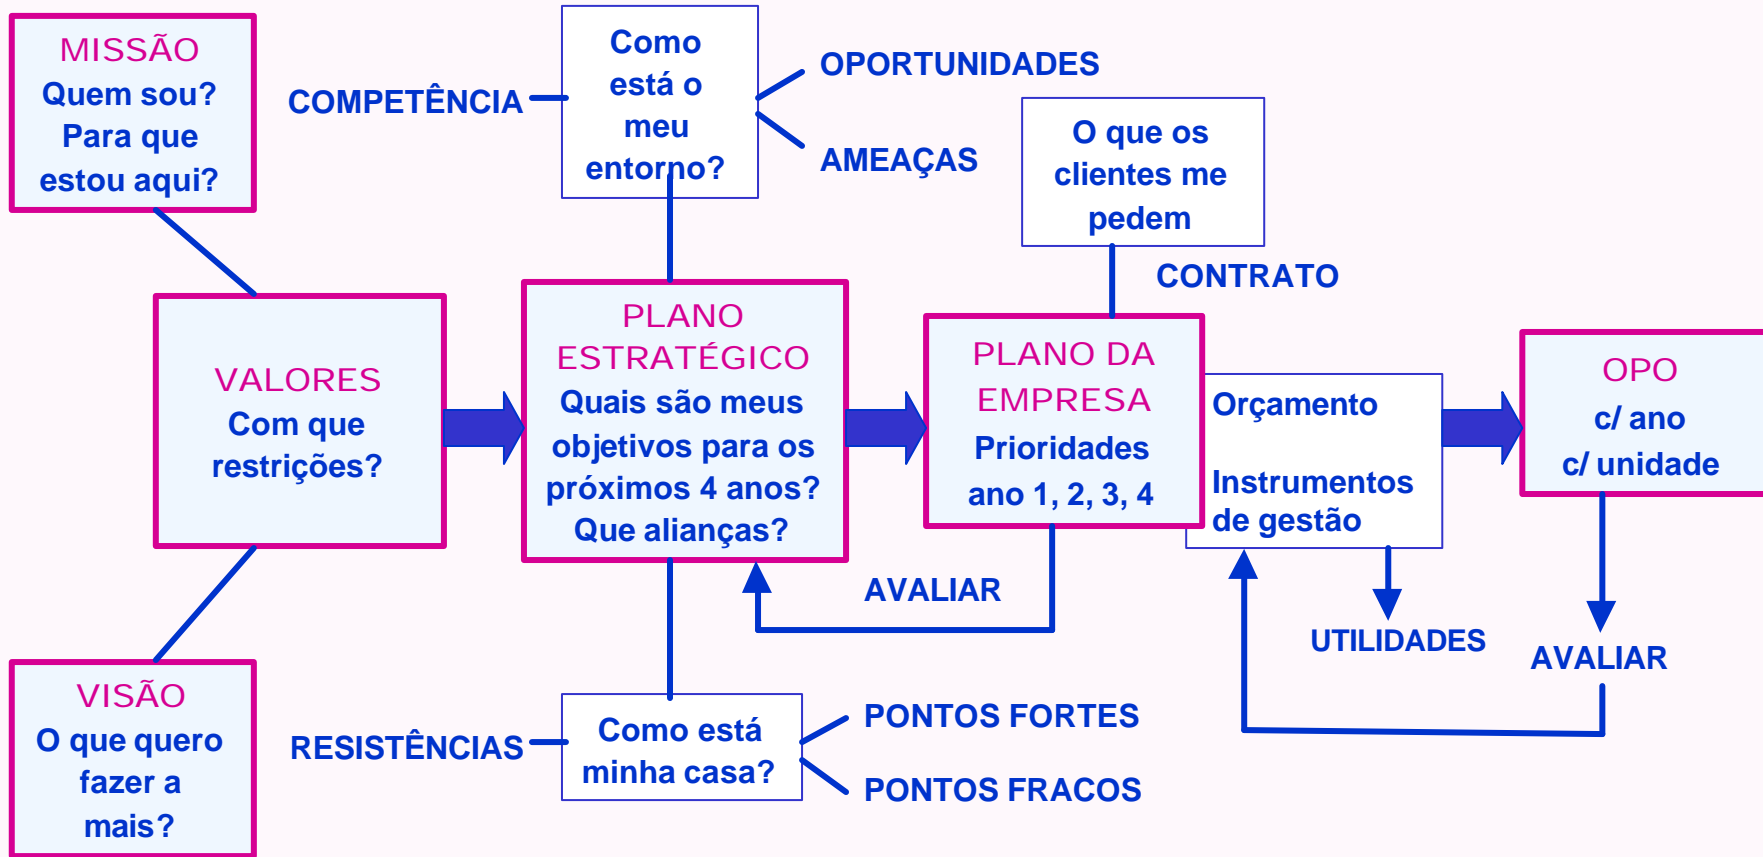 MISSÃO
Quem sou?
Para que
estou aqui?
COMPETÊNCIA
Como
está o
meu
entorno?
OPORTUNIDADES
AMEAÇAS
O que os
clientes me
pedem
CONTRATO
VALORES
Com que
restrições?
PLANO
ESTRATÉGICO
Quais são meus
objetivos para os
próximos 4 anos?
Que alianças?
PLANO DA
EMPRESA
Prioridades
ano 1, 2, 3, 4
Orçamento
Instrumentos
de gestão
OPO
c/ ano
c/ unidade
AVALIAR
UTILIDADES
AVALIAR
VISÃO
O que quero
fazer a
mais?
RESISTÊNCIAS
Como está
minha casa?
PONTOS FORTES
PONTOS FRACOS